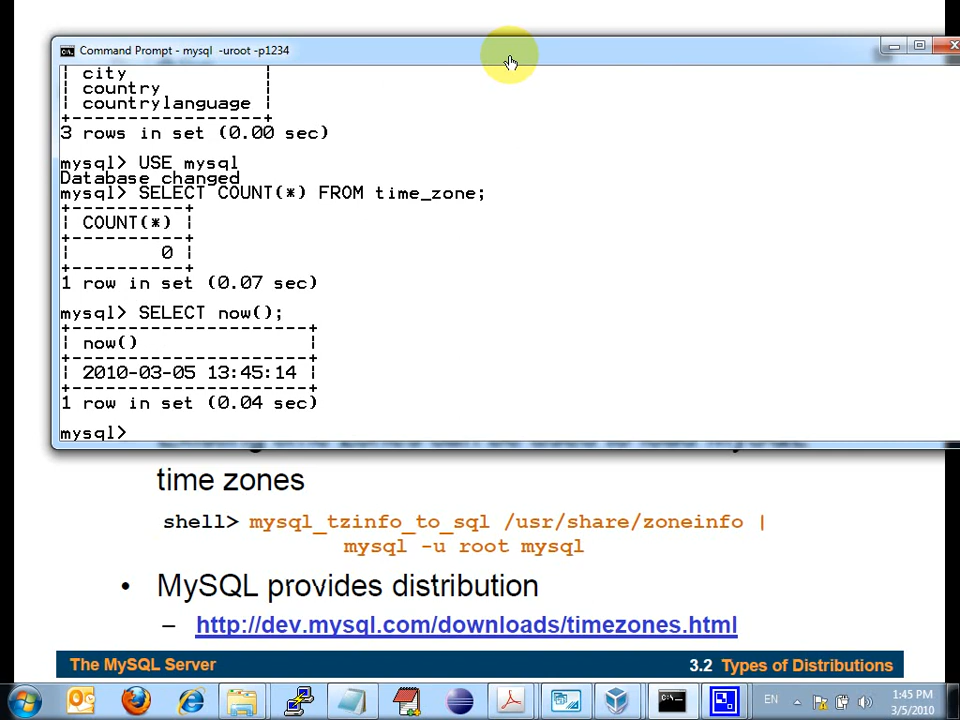 Command Prompt - mysql  -uroot -p1234
| city             |
| country          |
| countrylanguage |
+-----------------+
3 rows in set (0.00 sec)
mysql> USE mysql
Database changed
mysql> SELECT COUNT(*) FROM time_zone;
+----------+
| COUNT(*) |
+----------+
|        0 |
+----------+
1 row in set (0.07 sec)
mysql> SELECT now();
+---------------------+
| now()               |
+---------------------+
| 2010-03-05 13:45:14 |
+---------------------+
1 row in set (0.04 sec)
mysql>
time zones
shell> mysql_tzinfo_to_sql /usr/share/zoneinfo |
mysql -u root mysql
• MySQL provides distribution
– http://dev.mysql.com/downloads/timezones.html
The MySQL Server
3.2 Types of Distributions
EN
1:45 PM
3/5/2010